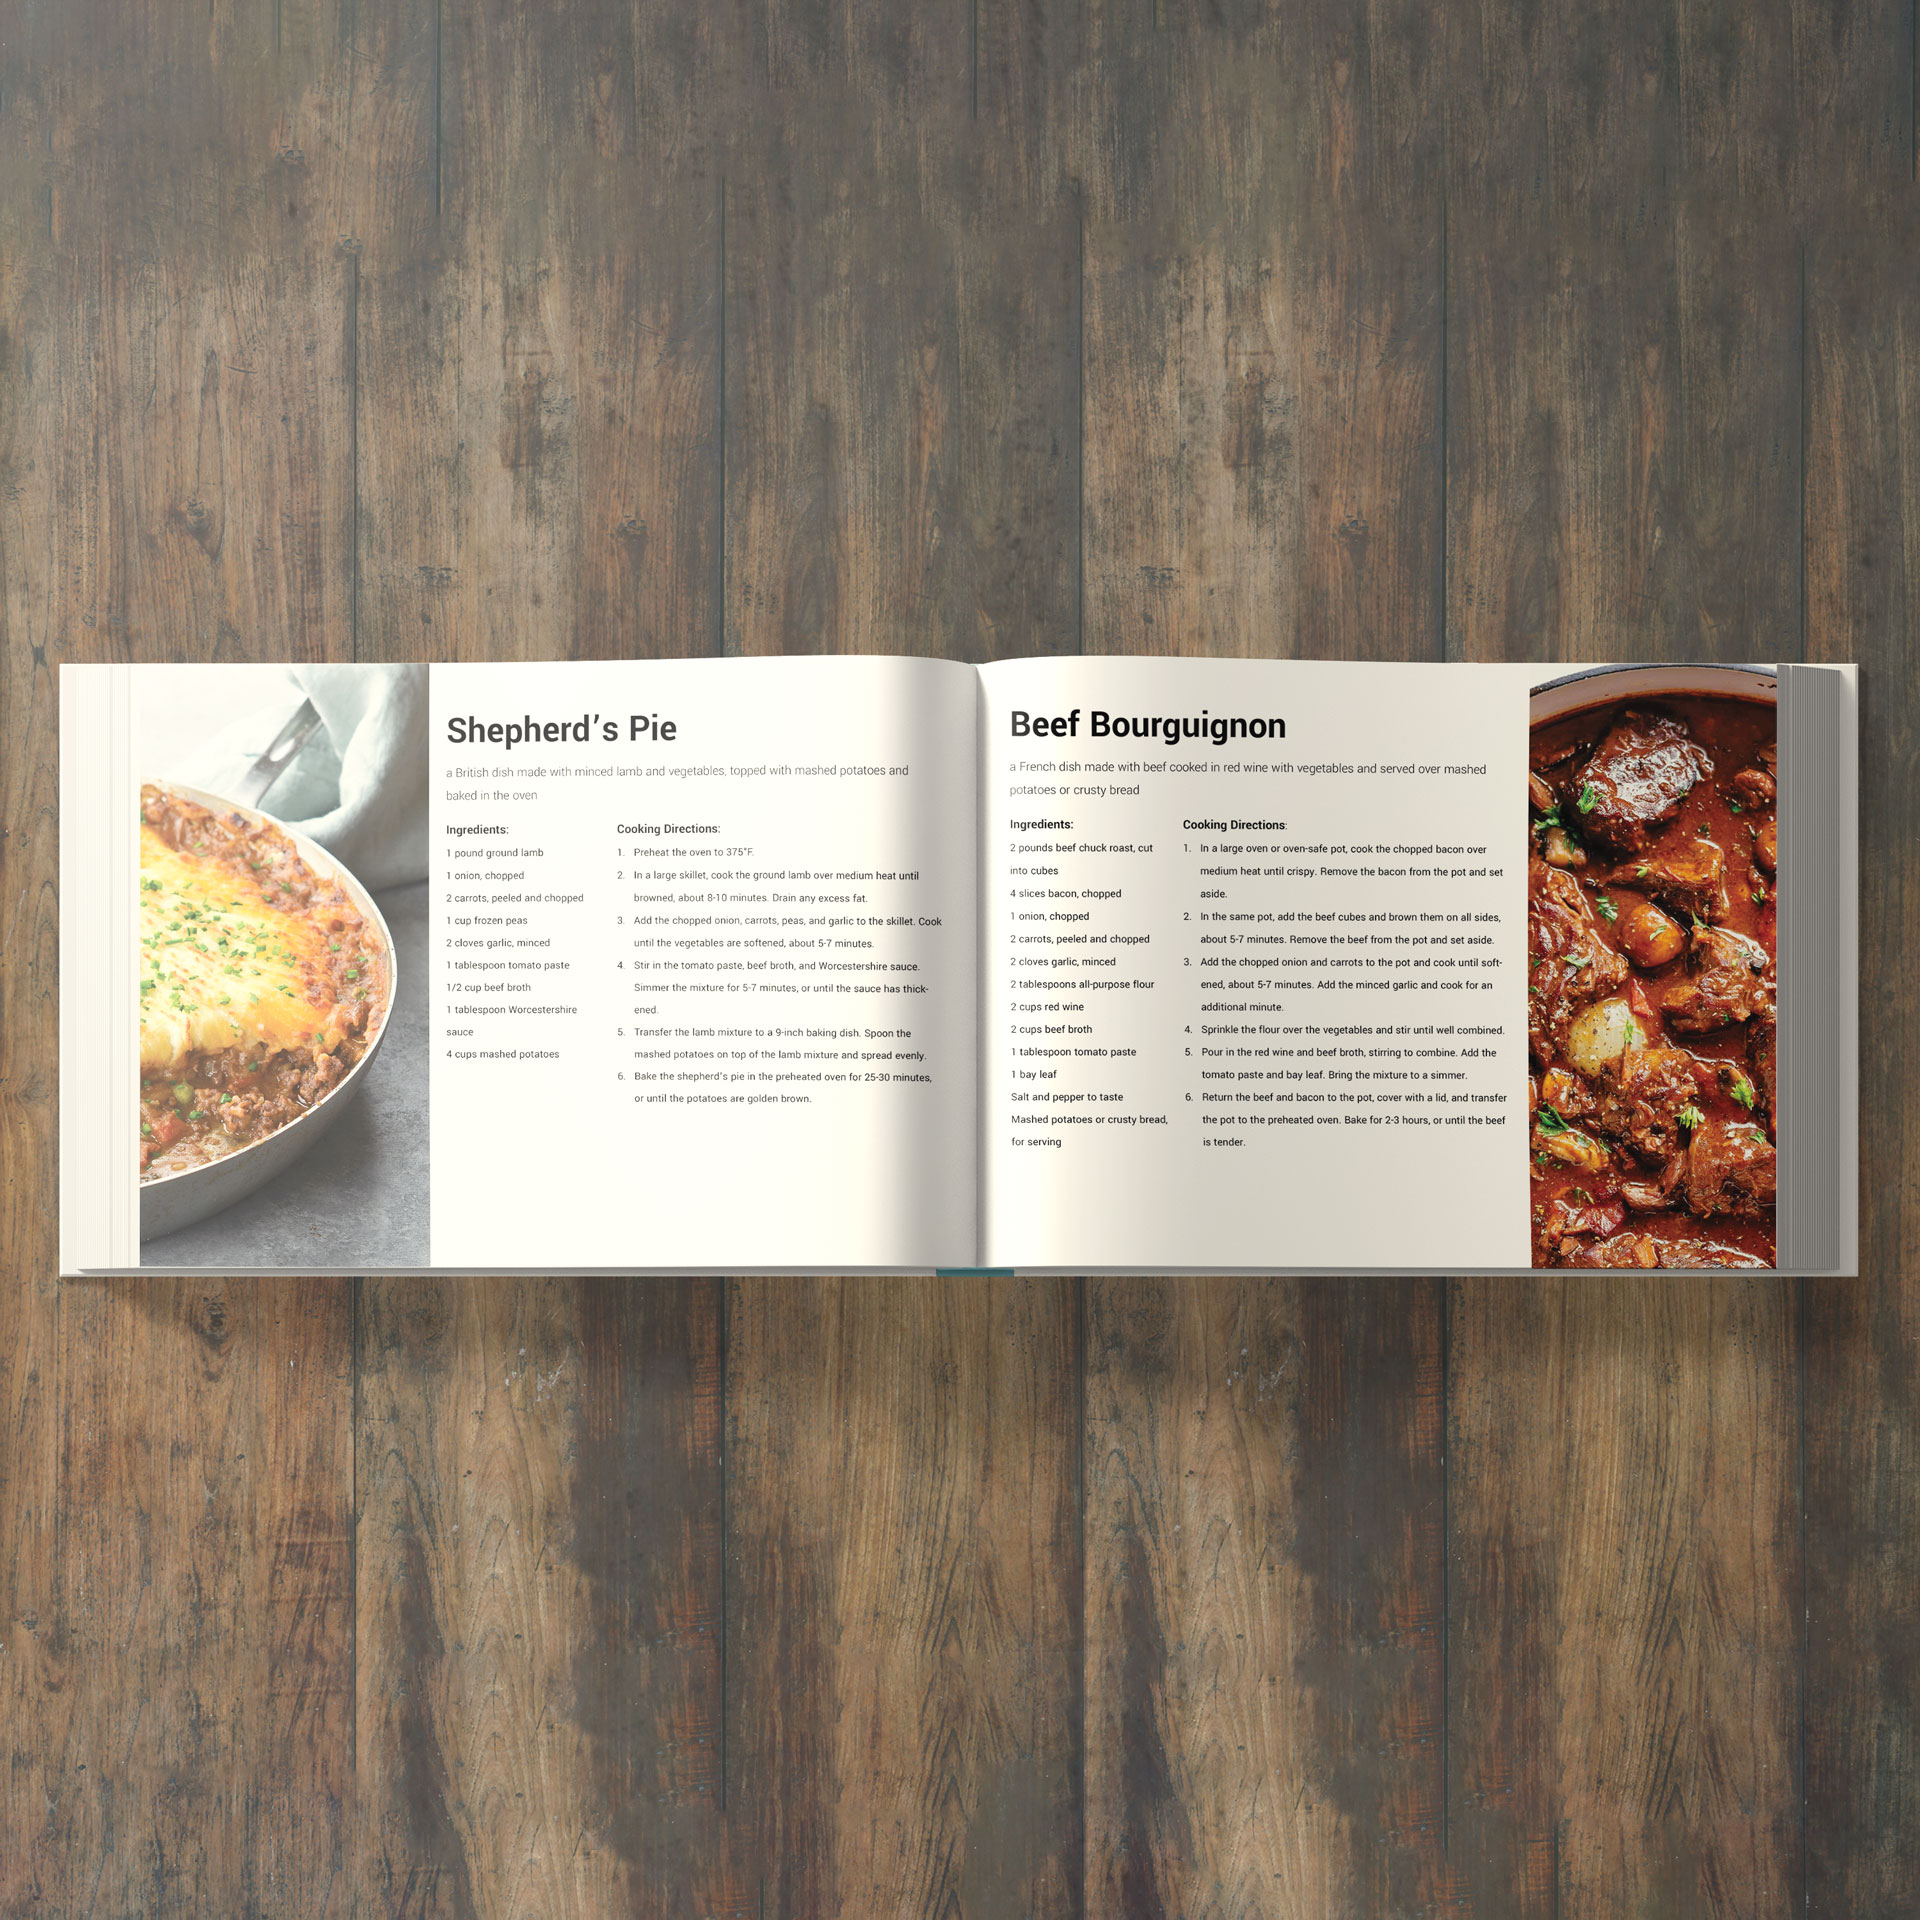 Shepherd's Pie
a British dish made with minced lamb and vegetables, topped with mashed potatoes and
baked in the oven
Ingredients:
1 pound ground lamb
1 onion, chopped
2 carrots, peeled and chopped
1 cup frozen peas
2 cloves garlic, minced
1 tablespoon tomato paste
1/2 cup beef broth
1 tablespoon Worcestershire
sauce
4 cups mashed potatoes
Cooking Directions:
1. Preheat the oven to 375°F.
2. In a large skillet, cook the ground lamb over medium heat until
browned, about 8-10 minutes. Drain any excess fat.
3. Add the chopped onion, carrots, peas, and garlic to the skillet. Cook
until the vegetables are softened, about 5-7 minutes.
4. Stir in the tomato paste, beef broth, and Worcestershire sauce.
Simmer the mixture for 5-7 minutes, or until the sauce has thick-
ened.
5. Transfer the lamb mixture to a 9-inch baking dish. Spoon the
mashed potatoes on top of the lamb mixture and spread evenly.
6. Bake the shepherd's pie in the preheated oven for 25-30 minutes,
or until the potatoes are golden brown.
Beef Bourguignon
a French dish made with beef cooked in red wine with vegetables and served over mashed
potatoes or crusty bread
Ingredients:
2 pounds beef chuck roast, cut
into cubes
4 slices bacon, chopped
1 onion, chopped
2 carrots, peeled and chopped
2 cloves garlic, minced
2 tablespoons all-purpose flour
2 cups red wine
2 cups beef broth
1 tablespoon tomato paste
1 bay leaf
Salt and pepper to taste
Mashed potatoes or crusty bread,
for serving
Cooking Directions:
1. In a large oven or oven-safe pot, cook the chopped bacon over
medium heat until crispy. Remove the bacon from the pot and set
aside.
2. In the same pot, add the beef cubes and brown them on all sides,
about 5-7 minutes. Remove the beef from the pot and set aside.
3. Add the chopped onion and carrots to the pot and cook until soft-
ened, about 5-7 minutes. Add the minced garlic and cook for an
additional minute.
4. Sprinkle the flour over the vegetables and stir until well combined.
5. Pour in the red wine and beef broth, stirring to combine. Add the
tomato paste and bay leaf. Bring the mixture to a simmer.
6. Return the beef and bacon to the pot, cover with a lid, and transfer
the pot to the preheated oven. Bake for 2-3 hours, or until the beef
is tender.